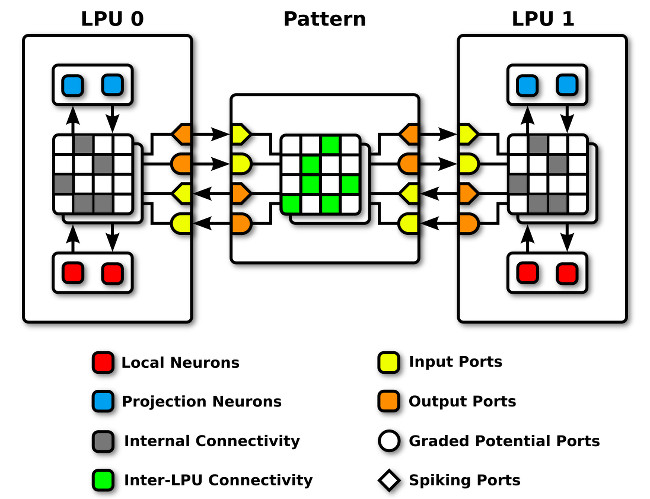 LPU 0
Pattern
LPU 1
Local Neurons
Input Ports
Projection Neurons
Output Ports
Internal Connectivity
Graded Potential Ports
Inter-LPU Connectivity
Spiking Ports